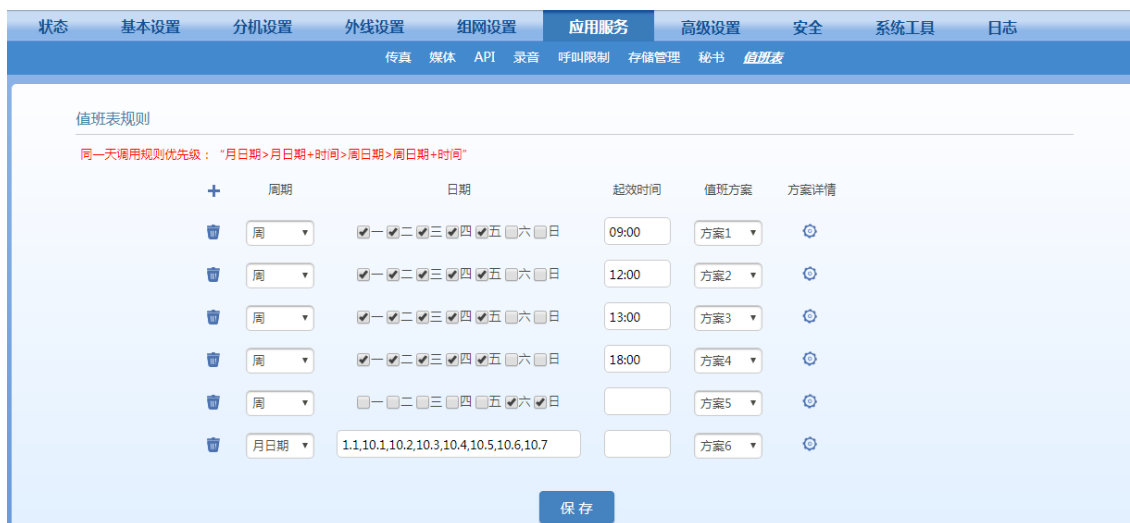 状态 基本设置 分机设置 外线设置 组网设置 应用服务 高级设置 安全 系统工具 日志
传真 媒体 API 录音 呼叫限制 存储管理 秘书 值班表
值班表规则
同一天调用规则优先级：“月日期>月日期+时间>周日期>周日期+时间”
周期 日期 起效时间 值班方案 方案详情
周 一 二 三 四 五 六 日 09:00 方案1
周 一 二 三 四 五 六 日 12:00 方案2
周 一 二 三 四 五 六 日 13:00 方案3
周 一 二 三 四 五 六 日 18:00 方案4
周 一 二 三 四 五 六 日 方案5
月日期 1.1,10.1,10.2,10.3,10.4,10.5,10.6,10.7 方案6
保存